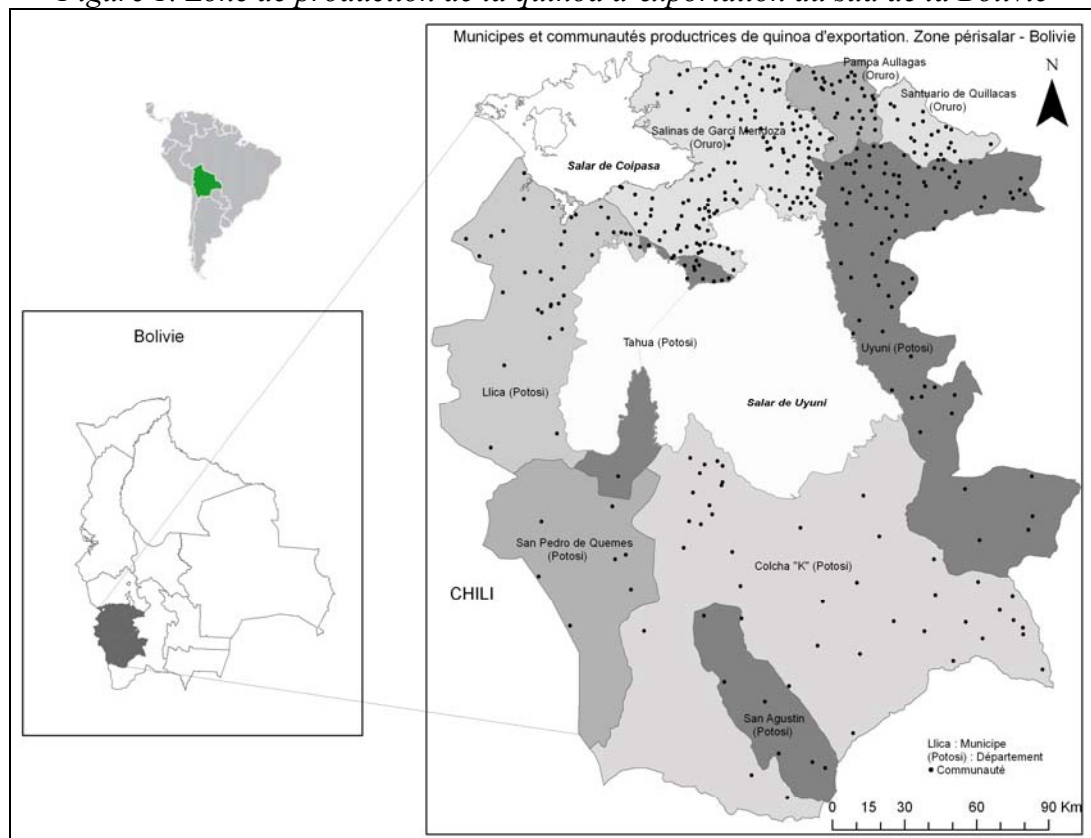 Zone de production de la quinoa d'exportation sud de la Bolivie
Municipes et communautés productrices de quinoa d'exportation. Zone périsalar - Bolivie
Pampa Aullagas
(Oruro)
N
Santuario de Quillacas
(Oruro)
Salinas de Garci Mendoza
(Oruro)
Salar de Coipasa
Bolivie
Tahua (Potosi)
Uyuni (Potosi)
Llica (Potosi)
Salar de Uyuni
San Pedro de Quemes
(Potosi)
Colcha "K" (Potosi)
CHILI
San Agustin
(Potosi)
Llica : Municipe
(Potosi) : Département
• Communauté
0 15 30 60 90 Km